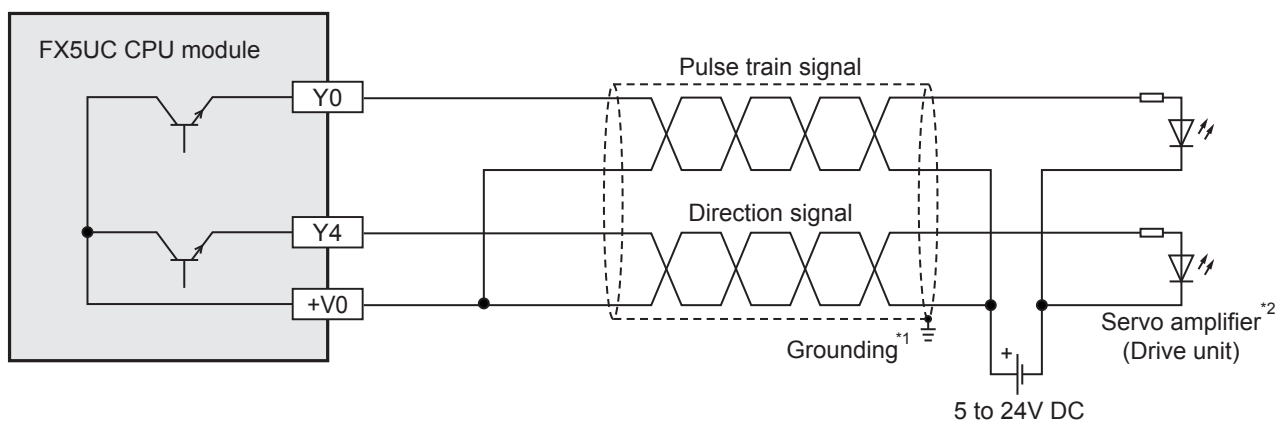 FX5UC CPU module
Pulse train signal
Y0
Direction signal
Y4
+V0
Grounding*1
Servo amplifier*2
(Drive unit)
+
5 to 24V DC